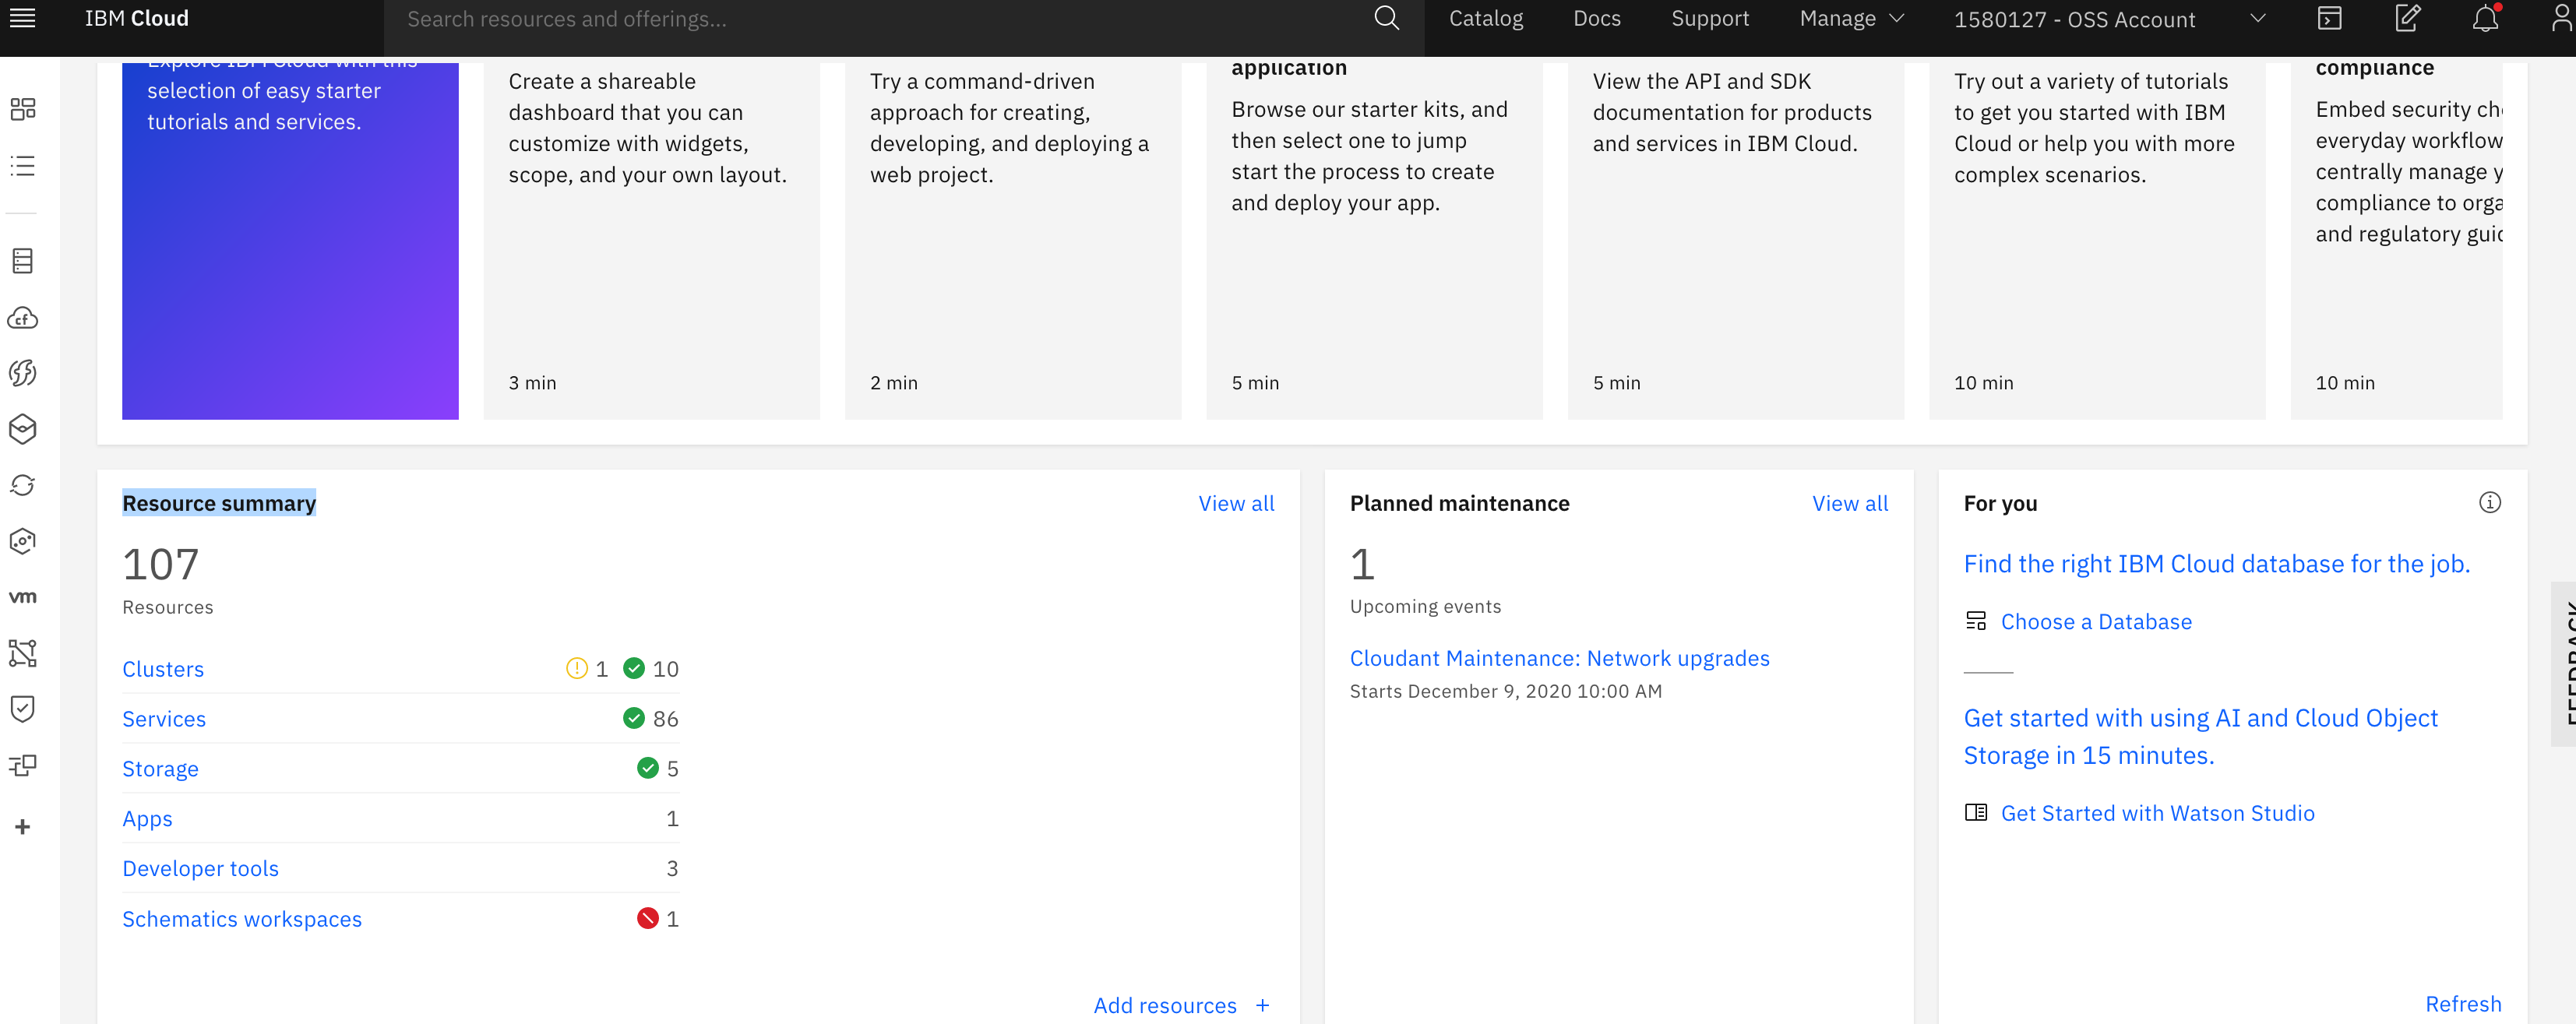 IBM Cloud
Search resources and offerings...
Catalog
Docs
Support
Manage
1580127 - OSS Account
Explore IBM Cloud with this
selection of easy starter
tutorials and services.
Create a shareable
dashboard that you can
customize with widgets,
scope, and your own layout.
3 min
Try a command-driven
approach for creating,
developing, and deploying a
web project.
2 min
application
Browse our starter kits, and
then select one to jump
start the process to create
and deploy your app.
5 min
View the API and SDK
documentation for products
and services in IBM Cloud.
5 min
Try out a variety of tutorials
to get you started with IBM
Cloud or help you with more
complex scenarios.
10 min
compliance
Embed security
everyday workflow
centrally manage
compliance to
and regulatory
10 min
cf
vm
Resource summary
View all
107
Resources
Clusters 1 10
Services 86
Storage 5
Apps 1
Developer tools 3
Schematics workspaces 1
Add resources +
Planned maintenance
View all
1
Upcoming events
Cloudant Maintenance: Network upgrades
Starts December 9, 2020 10:00 AM
For you
Find the right IBM Cloud database for the job.
Choose a Database
Get started with using AI and Cloud Object
Storage in 15 minutes.
Get Started with Watson Studio
Refresh
FEEDBACK